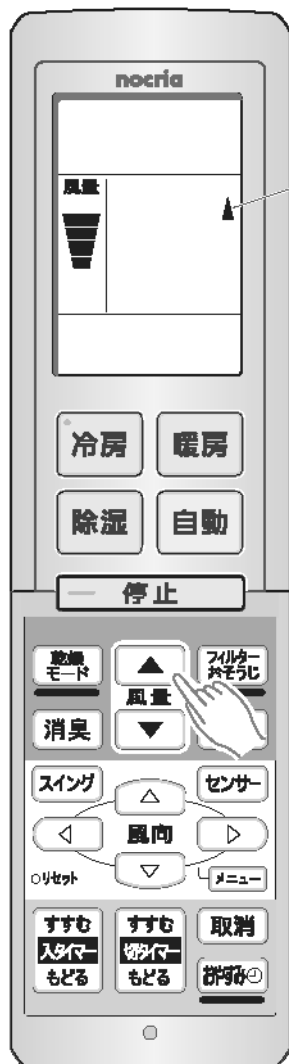 nocria
風量
冷房 暖房
除湿 自動
停止
乾燥
モード
フィルター
おそうじ
風量
消臭
スイング センサー
風向
リセット メニュー
すすむ すすむ 取消
入タイマー 切タイマー
もどる もどる おやすみ